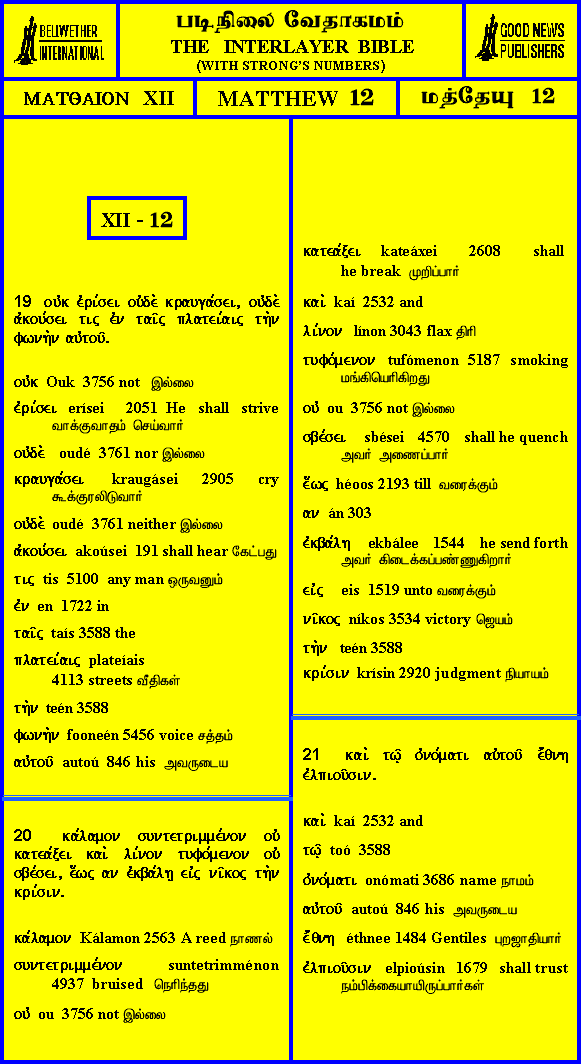 BELLWETHER
INTERNATIONAL
படிநிலை வேதாகமம்
THE INTERLAYER BIBLE
(WITH STRONG'S NUMBERS)
GOOD NEWS
PUBLISHERS
ΜΑΤΘΑΙΟΝ XII
MATTHEW 12
மத்தேயு 12
XII - 12
19 οὐκ ἐρίσει οὐδὲ κραυγάσει, οὐδὲ
ἀκούσει τις ἐν ταῖς πλατείαις τὴν
φωνὴν αὐτοῦ.
οὐκ Ouk 3756 not இல்லை
ἐρίσει erísei 2051 He shall strive
வாக்குவாதம் செய்வார்
οὐδὲ oudé 3761 nor இல்லை
κραυγάσει kraugásei 2905 cry
கூக்குரலிடுவார்
οὐδὲ oudé 3761 neither இல்லை
ἀκούσει akoúsei 191 shall hear கேட்பது
τις tis 5100 any man ஒருவனும்
ἐν en 1722 in
ταῖς taís 3588 the
πλατείαις plateíais
4113 streets வீதிகள்
τὴν teén 3588
φωνὴν fooneén 5456 voice சத்தம்
αὐτοῦ autoú 846 his அவருடைய
20 κάλαμον συντετριμμένον οὐ
κατεάξει καὶ λίνον τυφόμενον οὐ
σβέσει, ἕως αν ἐκβάλῃ εἰς νῖκος τὴν
κρίσιν.
κάλαμον Kálamon 2563 A reed நாணல்
συντετριμμένον suntetrimménon
4937 bruised நெரிந்தது
οὐ ou 3756 not இல்லை
κατεάξει kateáxei 2608 shall
he break முறிப்பார்
καὶ kaí 2532 and
λίνον línon 3043 flax திரி
τυφόμενον tufómenon 5187 smoking
மங்கியெரிகிறது
οὐ ou 3756 not இல்லை
σβέσει sbései 4570 shall he quench
அவர் அணைப்பார்
ἕως héoos 2193 till வரைக்கும்
αν án 303
ἐκβάλη ekbálee 1544 he send forth
அவர் கிடைக்கப்பண்ணுகிறார்
εἰς eis 1519 unto வரைக்கும்
νῖκος níkos 3534 victory ஜெயம்
τὴν teén 3588
κρίσιν krísin 2920 judgment நியாயம்
21 καὶ τῷ ὀνόματι αὐτοῦ ἔθνη
ἐλπιοῦσιν.
καὶ kaí 2532 and
τῷ toó 3588
ὀνόματι onómati 3686 name நாமம்
αὐτοῦ autoú 846 his அவருடைய
ἔθνη éthnee 1484 Gentiles புறஜாதியார்
ἐλπιοῦσιν elpioúsin 1679 shall trust
நம்பிக்கையாயிருப்பார்கள்